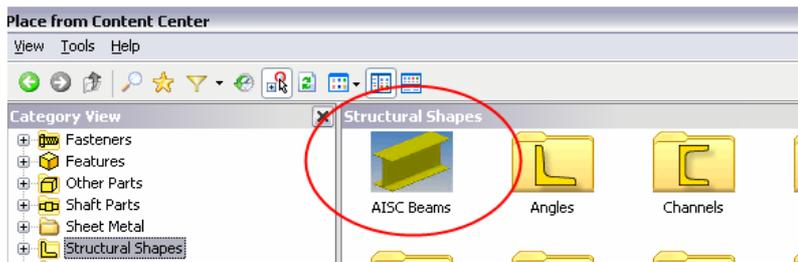 Place from Content Center
View Tools Help
Category View
Structural Shapes
Fasteners
Features
Other Parts
Shaft Parts
Sheet Metal
Structural Shapes
AISC Beams
Angles
Channels